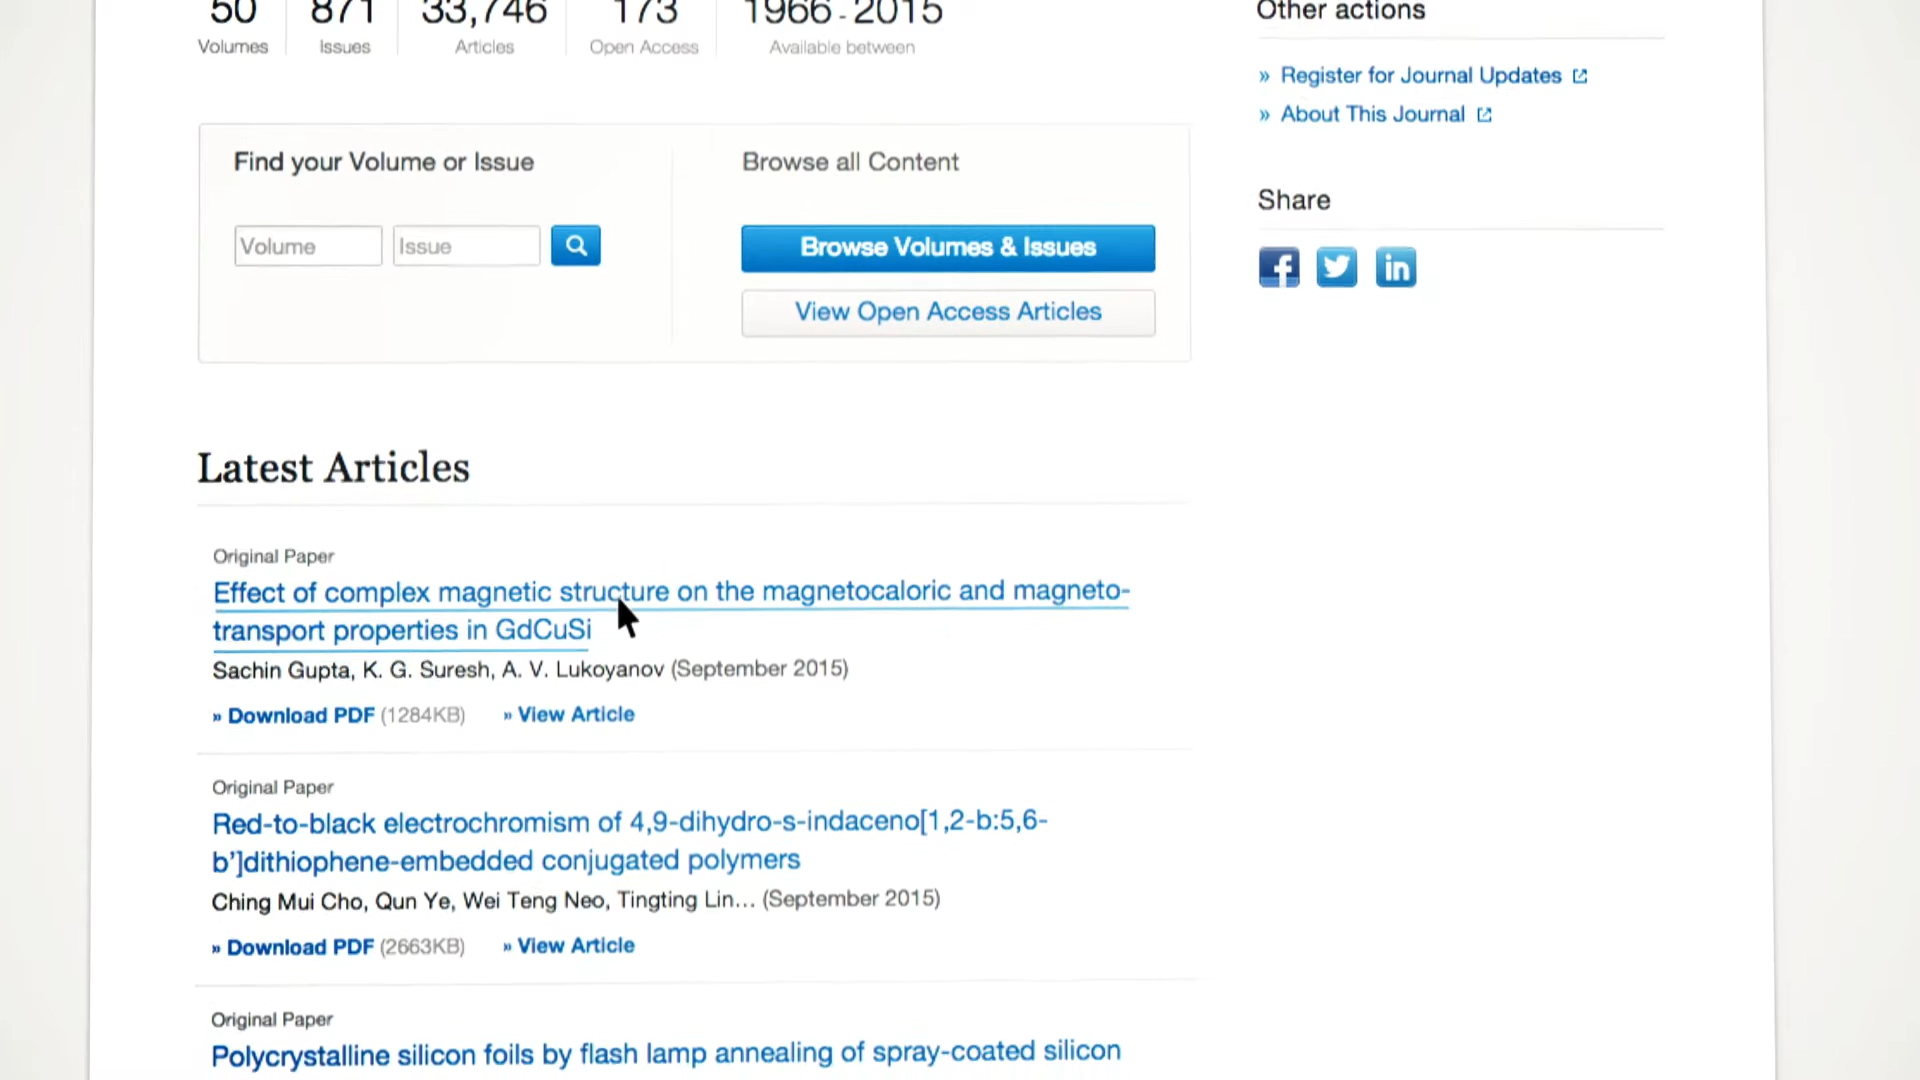 50 871 33,746 173 1966 - 2015
Volumes Issues Articles Open Access Available between
Other actions
» Register for Journal Updates
» About This Journal
Find your Volume or Issue
Browse all Content
Volume Issue
Browse Volumes & Issues
View Open Access Articles
Share
Latest Articles
Original Paper
Effect of complex magnetic structure on the magnetocaloric and magneto-
transport properties in GdCuSi
Sachin Gupta, K. G. Suresh, A. V. Lukoyanov (September 2015)
» Download PDF (1284KB) » View Article
Original Paper
Red-to-black electrochromism of 4,9-dihydro-s-indaceno[1,2-b:5,6-
b’]dithiophene-embedded conjugated polymers
Ching Mui Cho, Qun Ye, Wei Teng Neo, Tingting Lin... (September 2015)
» Download PDF (2663KB) » View Article
Original Paper
Polycrystalline silicon foils by flash lamp annealing of spray-coated silicon